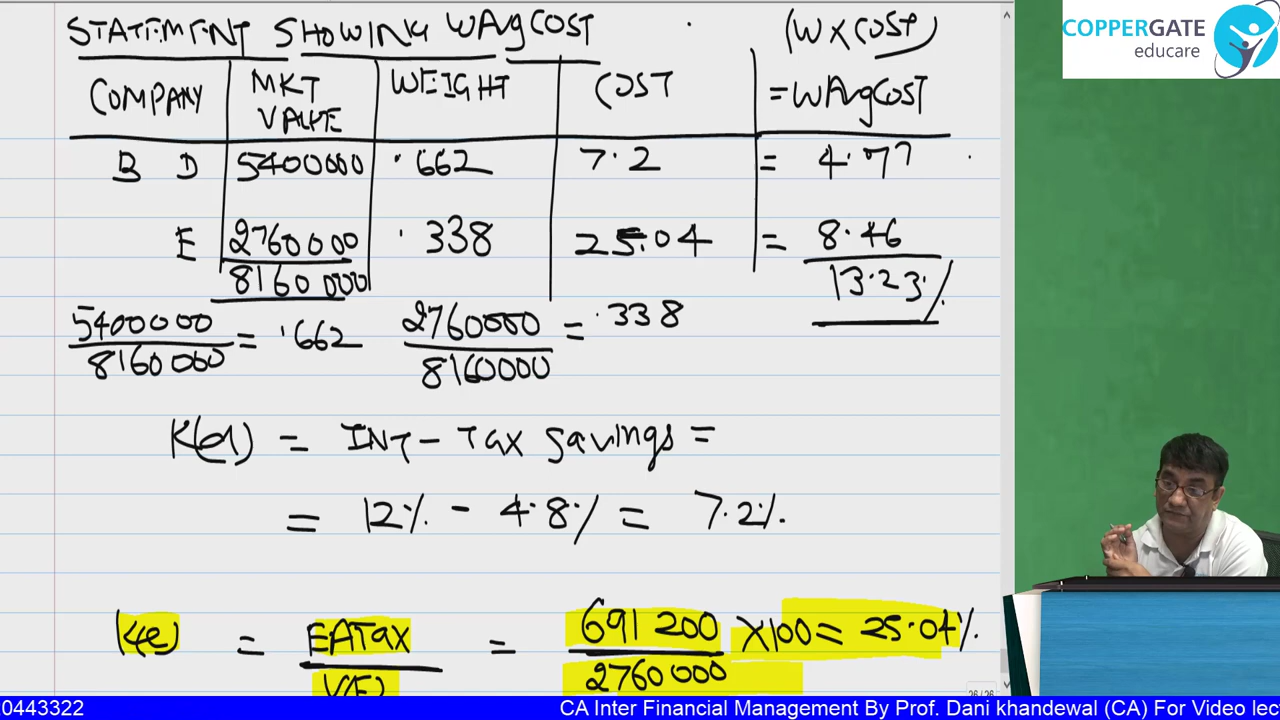 STATEMENT SHOWING WAvgCOST (W X COST)
COMPANY MKT VALUE WEIGHT COST = WAvgCOST
B D 5400000 .662 7.2 = 4.77
E 2760000 .338 25.04 = 8.46
8160000 13.23%
5400000 / 8160000 = .662 2760000 / 8160000 = .338
K(d) = INT - Tax Savings =
= 12% - 4.8% = 7.2%
K(e) = EATax / V(E) = 691200 / 2760000 X100 = 25.04%
COPPERGATE
educare
26/26
0443322 CA Inter Financial Management By Prof. Dani khandewal (CA) For Video lec